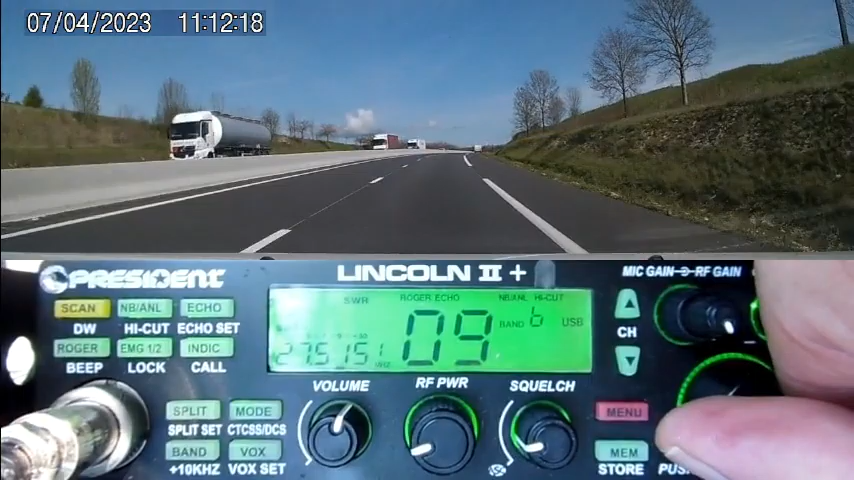 07/04/2023 11:12:18
PRESIDENT LINCOLN II + MIC GAIN RF GAIN
SCAN NB/ANL ECHO
DW HI-CUT ECHO SET
ROGER EMG 1/2 INDIC
BEEP LOCK CALL
SWR ROGER ECHO NB/ANL HI-CUT
09 BAND 6 USB
27.5151
CH
VOLUME RF PWR SQUELCH
SPLIT MODE
SPLIT SET CTCSS/DCS
BAND VOX
+10KHZ VOX SET
MENU
MEM
STORE